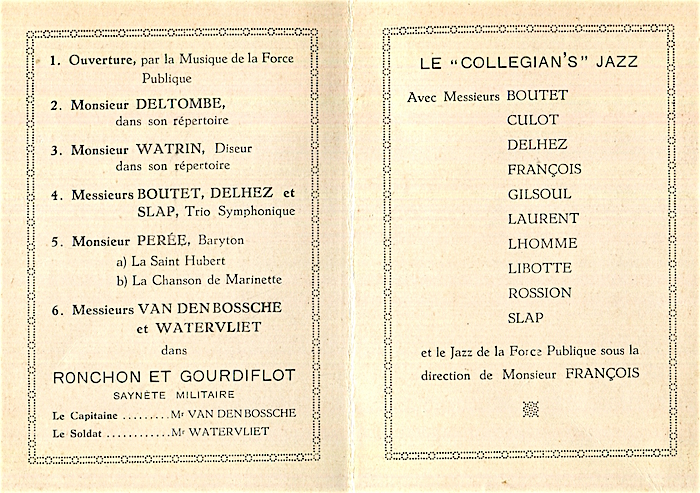 1. Ouverture, par la Musique de la Force
Publique
2. Monsieur DELTOMBE,
dans son répertoire
3. Monsieur WATRIN, Diseur
dans son répertoire
4. Messieurs BOUTET, DELHEZ et
SLAP, Trio Symphonique
5. Monsieur PERÉE, Baryton
a) La Saint Hubert
b) La Chanson de Marinette
6. Messieurs VAN DEN BOSSCHE
et WATERVLIET
dans
RONCHON ET GOURDIFLOT
SAYNÈTE MILITAIRE
Le Capitaine .........Mr VAN DEN BOSSCHE
Le Soldat ............Mr WATERVLIET
LE "COLLEGIAN'S" JAZZ
Avec Messieurs BOUTET
CULOT
DELHEZ
FRANÇOIS
GILSOUL
LAURENT
LHOMME
LIBOTTE
ROSSION
SLAP
et le Jazz de la Force Publique sous la
direction de Monsieur FRANÇOIS